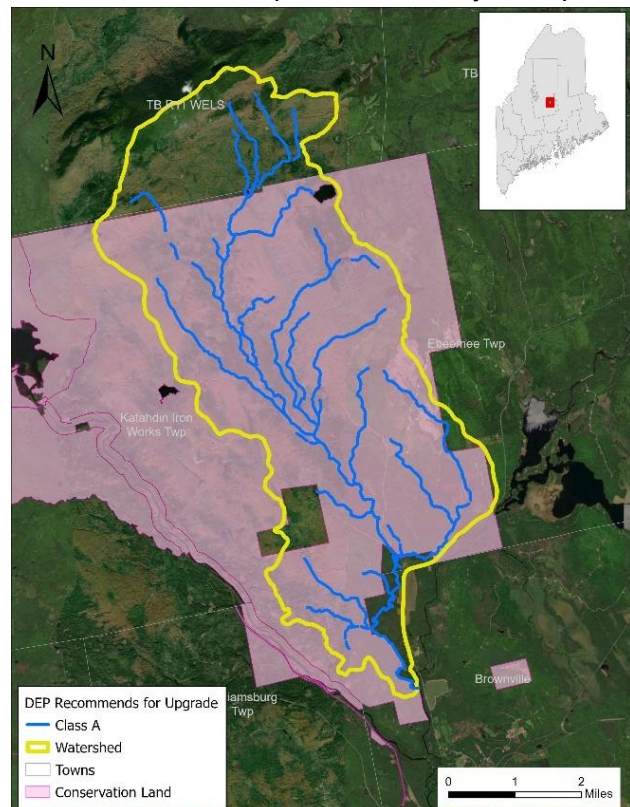 N
TB R11 WELS
TB
Ebeemee Twp
Katahdin Iron
Works Twp
Brownville
iamsburg
Twp
DEP Recommends for Upgrade
Class A
Watershed
Towns
Conservation Land
0 1 2
Miles